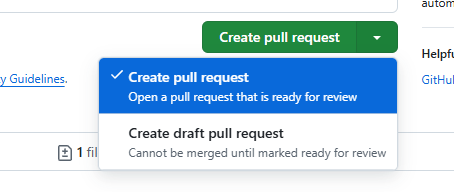 autom
Create pull request
Helpfu
y Guidelines.
GitHub
Create pull request
Open a pull request that is ready for review
Create draft pull request
1 fil
Cannot be merged until marked ready for review